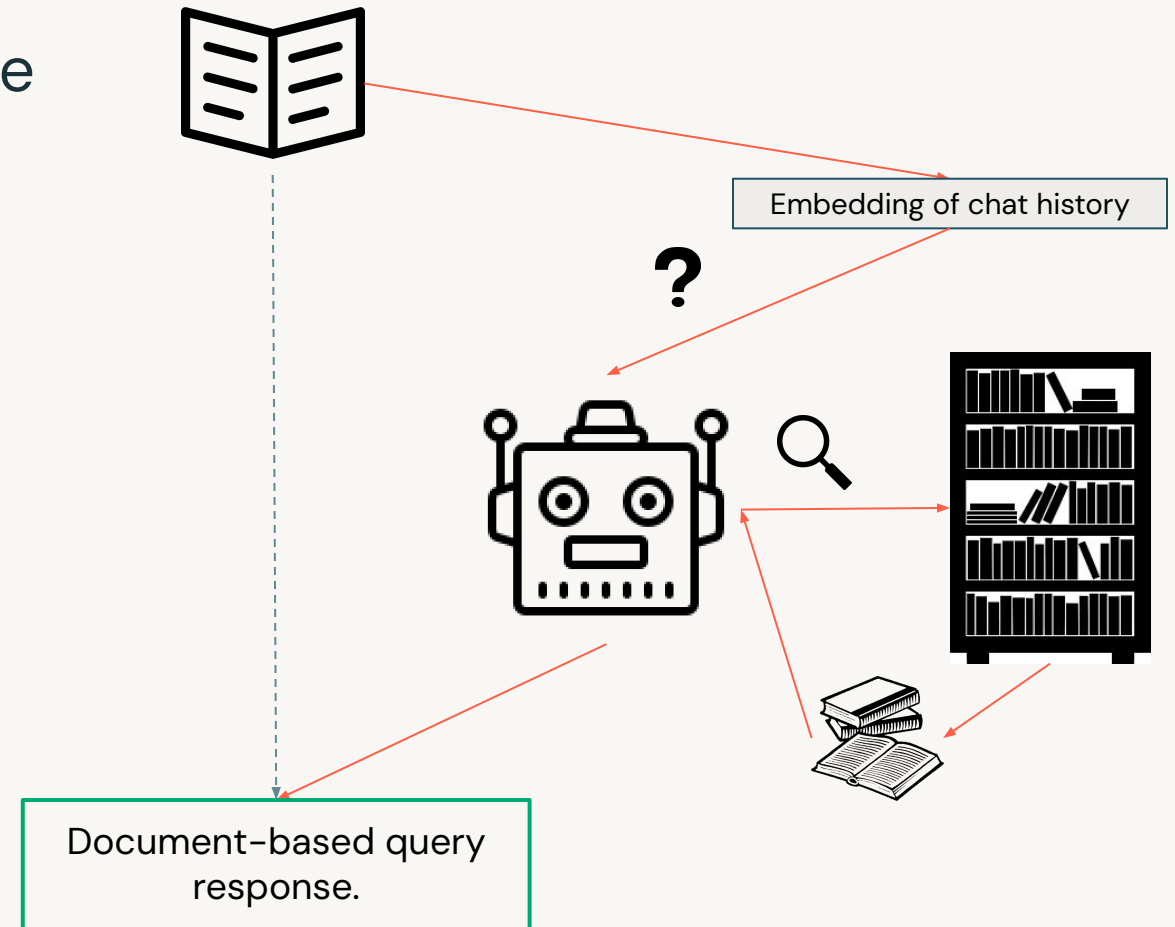 e
Embedding of chat history
?
Document-based query
response.